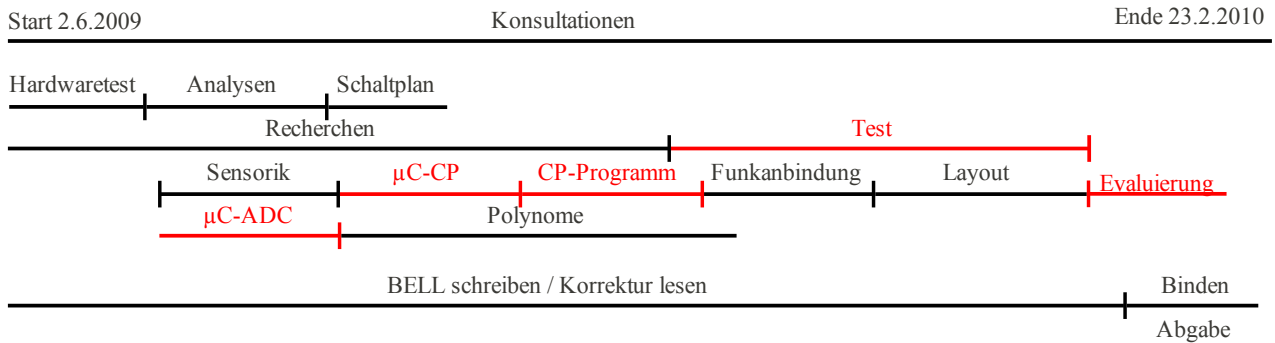 Start 2.6.2009 Konsultationen Ende 23.2.2010
Hardwaretest Analysen Schaltplan
Recherchen Test
Sensorik µC-CP CP-Programm Funkanbindung Layout Evaluierung
µC-ADC Polynome
BELL schreiben / Korrektur lesen Binden
Abgabe